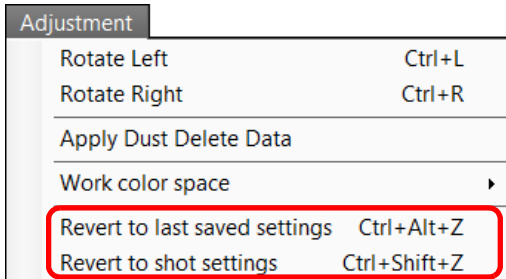 Adjustment
Rotate Left Ctrl+L
Rotate Right Ctrl+R
Apply Dust Delete Data
Work color space
Revert to last saved settings Ctrl+Alt+Z
Revert to shot settings Ctrl+Shift+Z